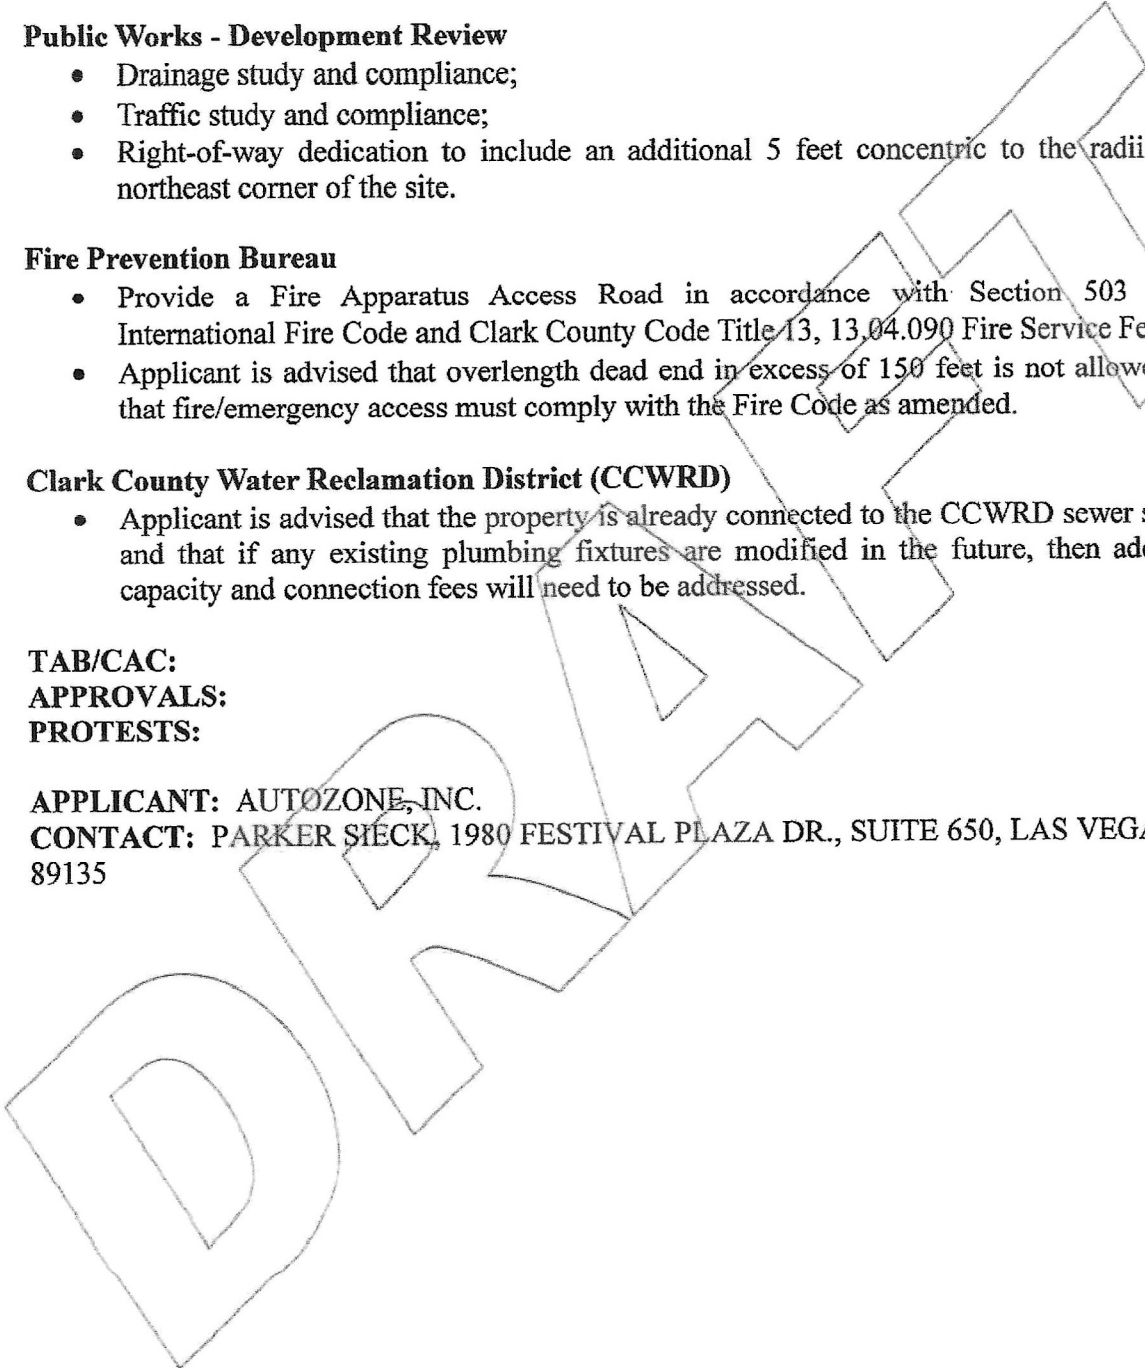 Public Works - Development Review
• Drainage study and compliance;
• Traffic study and compliance;
• Right-of-way dedication to include an additional 5 feet concentric to the radii
northeast corner of the site.
Fire Prevention Bureau
• Provide a Fire Apparatus Access Road in accordance with Section 503
International Fire Code and Clark County Code Title 13, 13.04.090 Fire Service
• Applicant is advised that overlength dead end in excess of 150 feet is not
that fire/emergency access must comply with the Fire Code as amended.
Clark County Water Reclamation District (CCWRD)
• Applicant is advised that the property is already connected to the CCWRD sewer
and that if any existing plumbing fixtures are modified in the future, then
capacity and connection fees will need to be addressed.
TAB/CAC:
APPROVALS:
PROTESTS:
APPLICANT: AUTOZONE, INC.
CONTACT: PARKER SIECK, 1980 FESTIVAL PLAZA DR., SUITE 650, LAS
89135
DRAFT